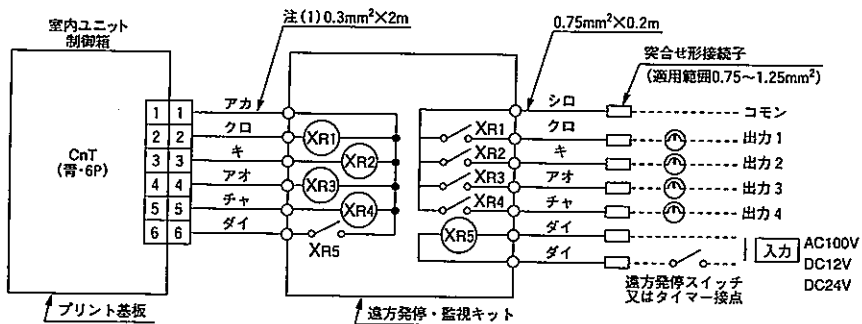 室内ユニット
制御箱
注(1)0.3mm²×2m
0.75mm²×0.2m
突合せ形接続子
(適用範囲0.75~1.25mm²)
CnT
(青・6P)
1 1 アカ
2 2 クロ
3 3 キ
4 4 アオ
5 5 チャ
6 6 ダイ
XR1
XR2
XR3
XR4
XR5
シロ コモン
XR1 クロ 出力1
XR2 キ 出力2
XR3 アオ 出力3
XR4 チャ 出力4
XR5 ダイ
ダイ
入力
AC100V
DC12V
DC24V
遠方発停スイッチ
又はタイマー接点
プリント基板
遠方発停・監視キット